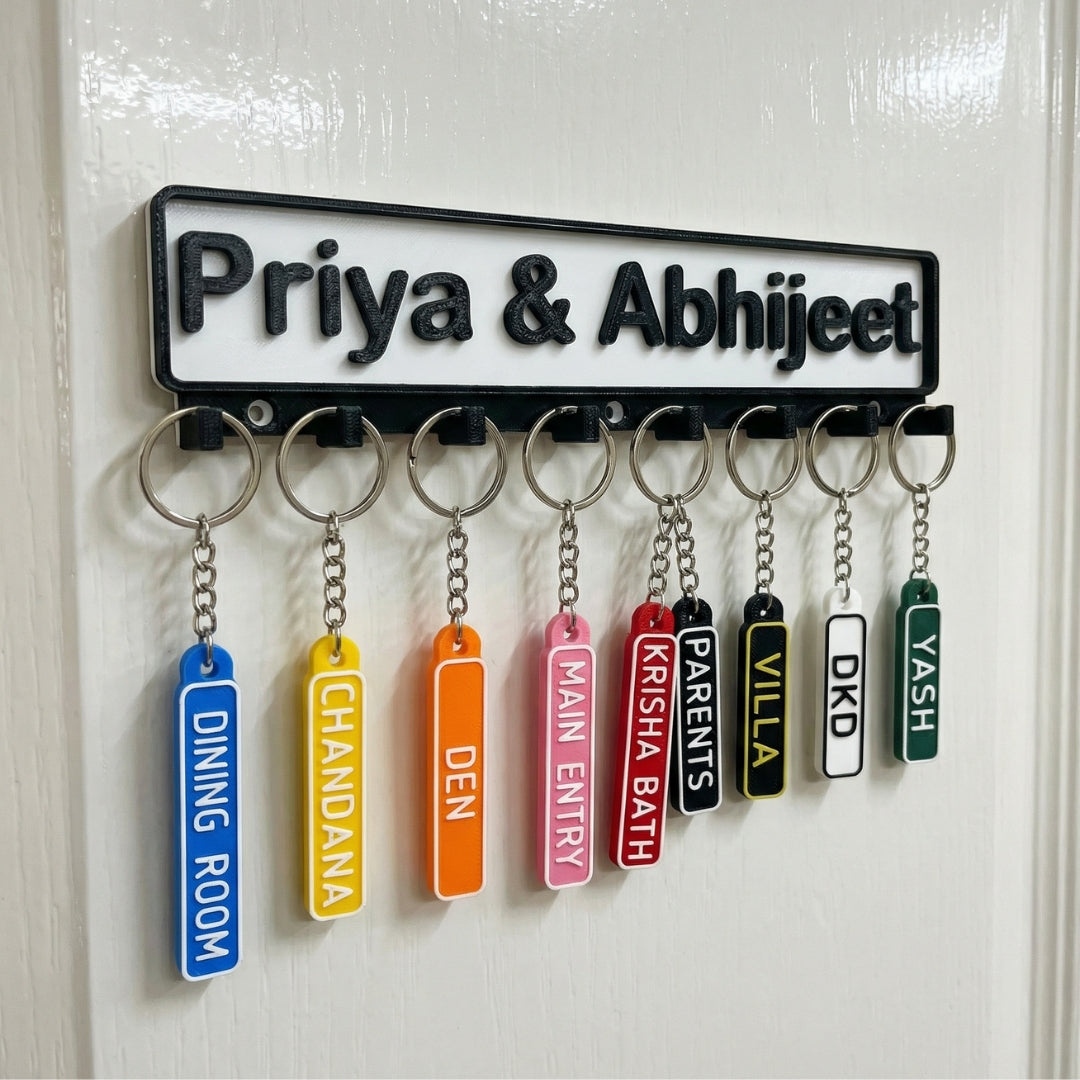 Priya & Abhijeet
DINING ROOM
CHANDANA
DEN
MAIN ENTRY
KRISHA BATH
PARENTS
VILLA
DKD
YASH